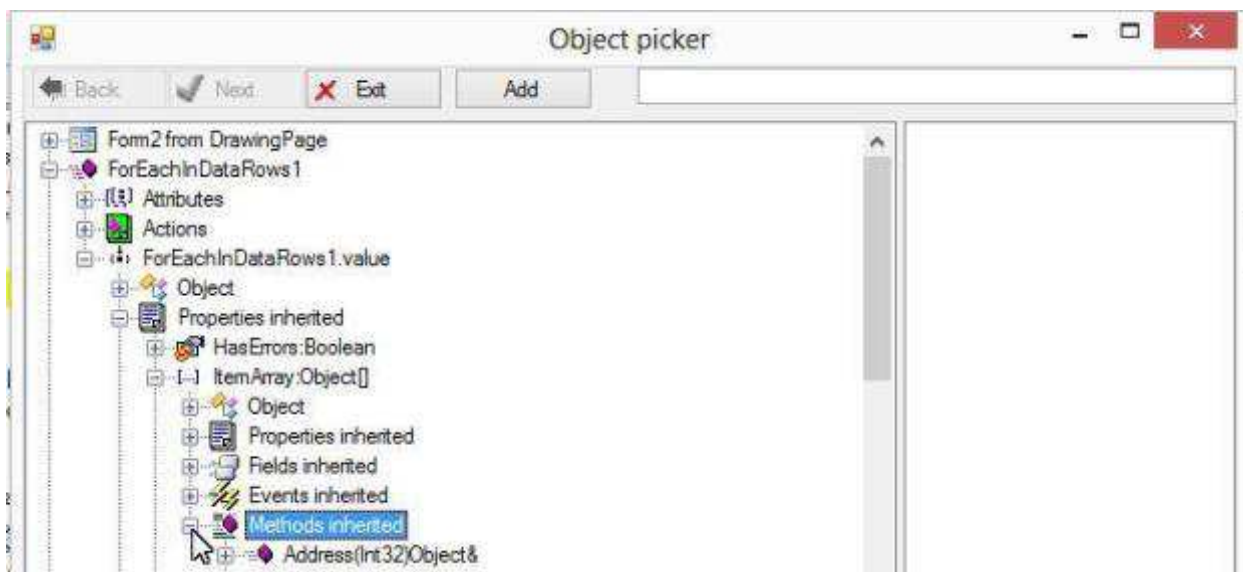 Object picker
Back Next Exit Add
Form2 from DrawingPage
ForEachInDataRows1
Attributes
Actions
ForEachInDataRows1.value
Object
Properties inherited
HasErrors:Boolean
ItemArray:Object[]
Object
Properties inherited
Fields inherited
Events inherited
Methods inherited
Address(Int32)Object&